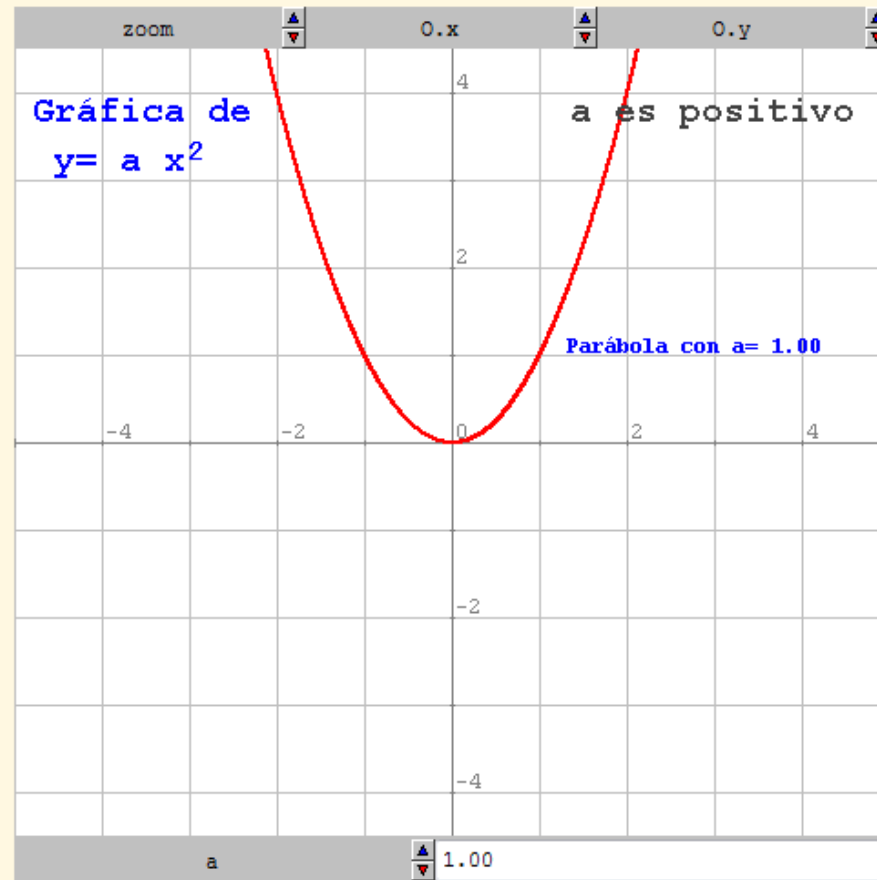 zoom O.x O.y
4
Gráfica de a es positivo
y= a x²
2
Parábola con a= 1.00
-4 -2 0 2 4
-2
-4
a 1.00